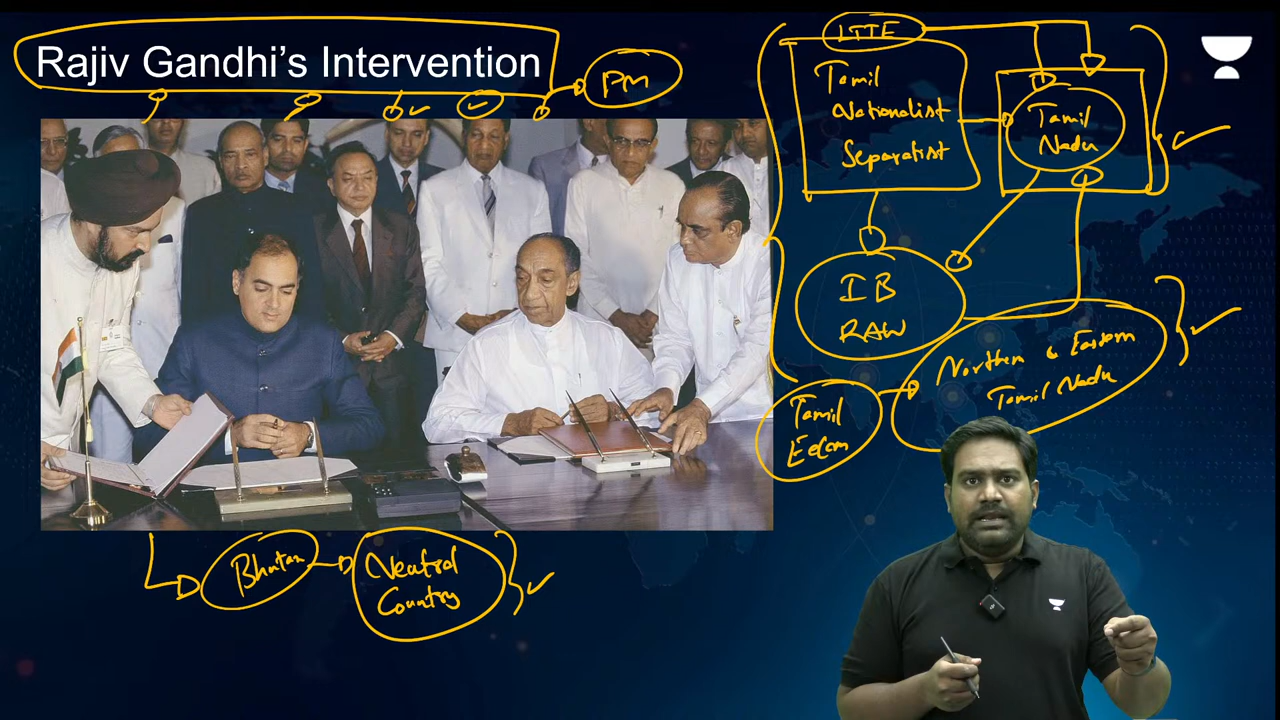 Rajiv Gandhi's Intervention
PM
LTTE
Tamil
Nationalist
Separatist
Tamil
Nadu
IB
RAW
Northern & Eastern
Tamil Nadu
Tamil
Eelam
Bhutan
Neutral
Country